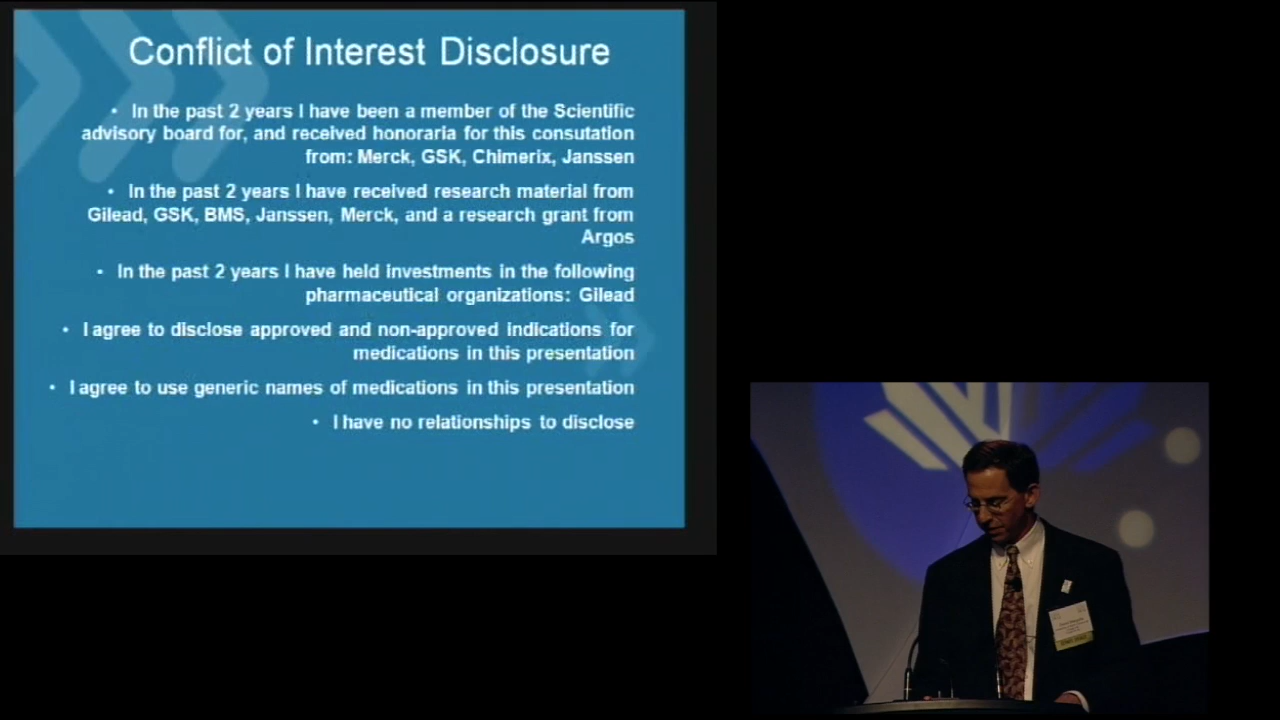 Conflict of Interest Disclosure
• In the past 2 years I have been a member of the Scientific
advisory board for, and received honoraria for this consutation
from: Merck, GSK, Chimerix, Janssen
• In the past 2 years I have received research material from
Gilead, GSK, BMS, Janssen, Merck, and a research grant from
Argos
• In the past 2 years I have held investments in the following
pharmaceutical organizations: Gilead
• I agree to disclose approved and non-approved indications for
medications in this presentation
• I agree to use generic names of medications in this presentation
• I have no relationships to disclose